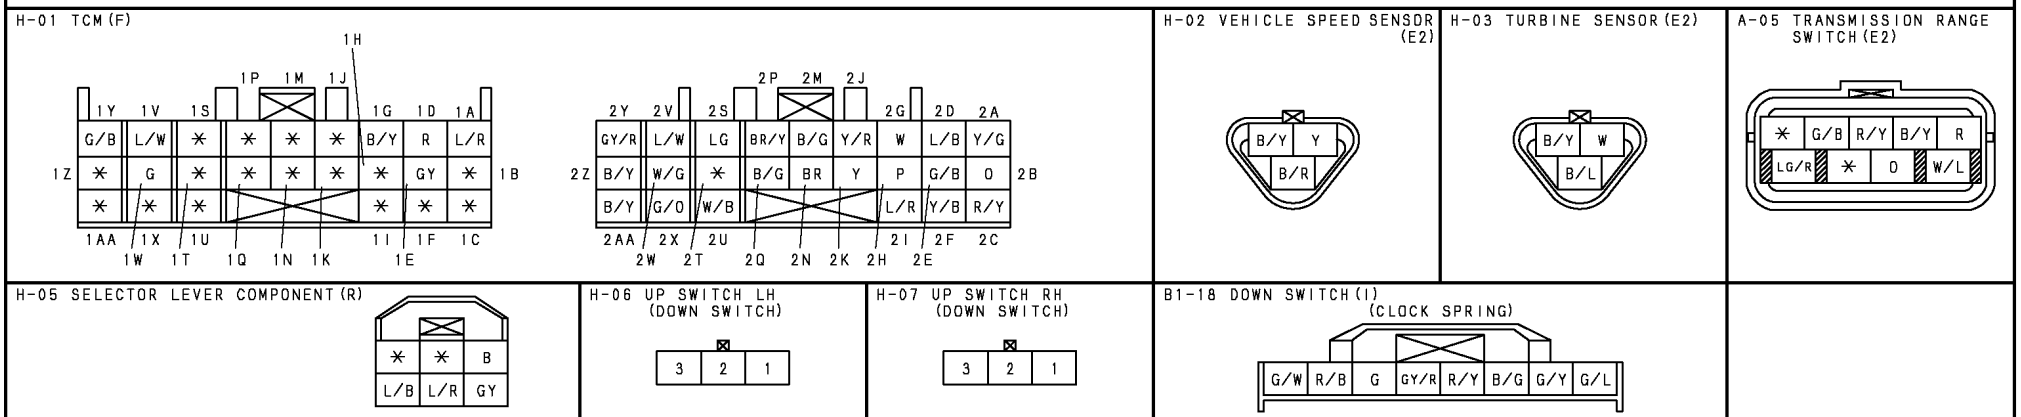 H-01 TCM(F)
1H
1P 1M 1J
1Y 1V 1S 1G 1D 1A
G/B L/W * * * * B/Y R L/R
1Z * G * * * * * GY * 1B
* * * * * *
1AA 1X 1U 1I 1F 1C
1W 1T 1Q 1N 1K 1E
2P 2M 2J
2Y 2V 2S 2G 2D 2A
GY/R L/W LG BR/Y B/G Y/R W L/B Y/G
2Z B/Y W/G * B/G BR Y P G/B O 2B
B/Y G/O W/B L/R Y/B R/Y
2AA 2X 2U 2I 2F 2C
2W 2T 2Q 2N 2K 2H 2E
H-02 VEHICLE SPEED SENSOR
(E2)
B/Y Y
B/R
H-03 TURBINE SENSOR(E2)
B/Y W
B/L
A-05 TRANSMISSION RANGE
SWITCH(E2)
* G/B R/Y B/Y R
LG/R * O W/L
H-05 SELECTOR LEVER COMPONENT(R)
* * B
L/B L/R GY
H-06 UP SWITCH LH
(DOWN SWITCH)
3 2 1
H-07 UP SWITCH RH
(DOWN SWITCH)
3 2 1
B1-18 DOWN SWITCH(I)
(CLOCK SPRING)
G/W R/B G GY/R R/Y B/G G/Y G/L